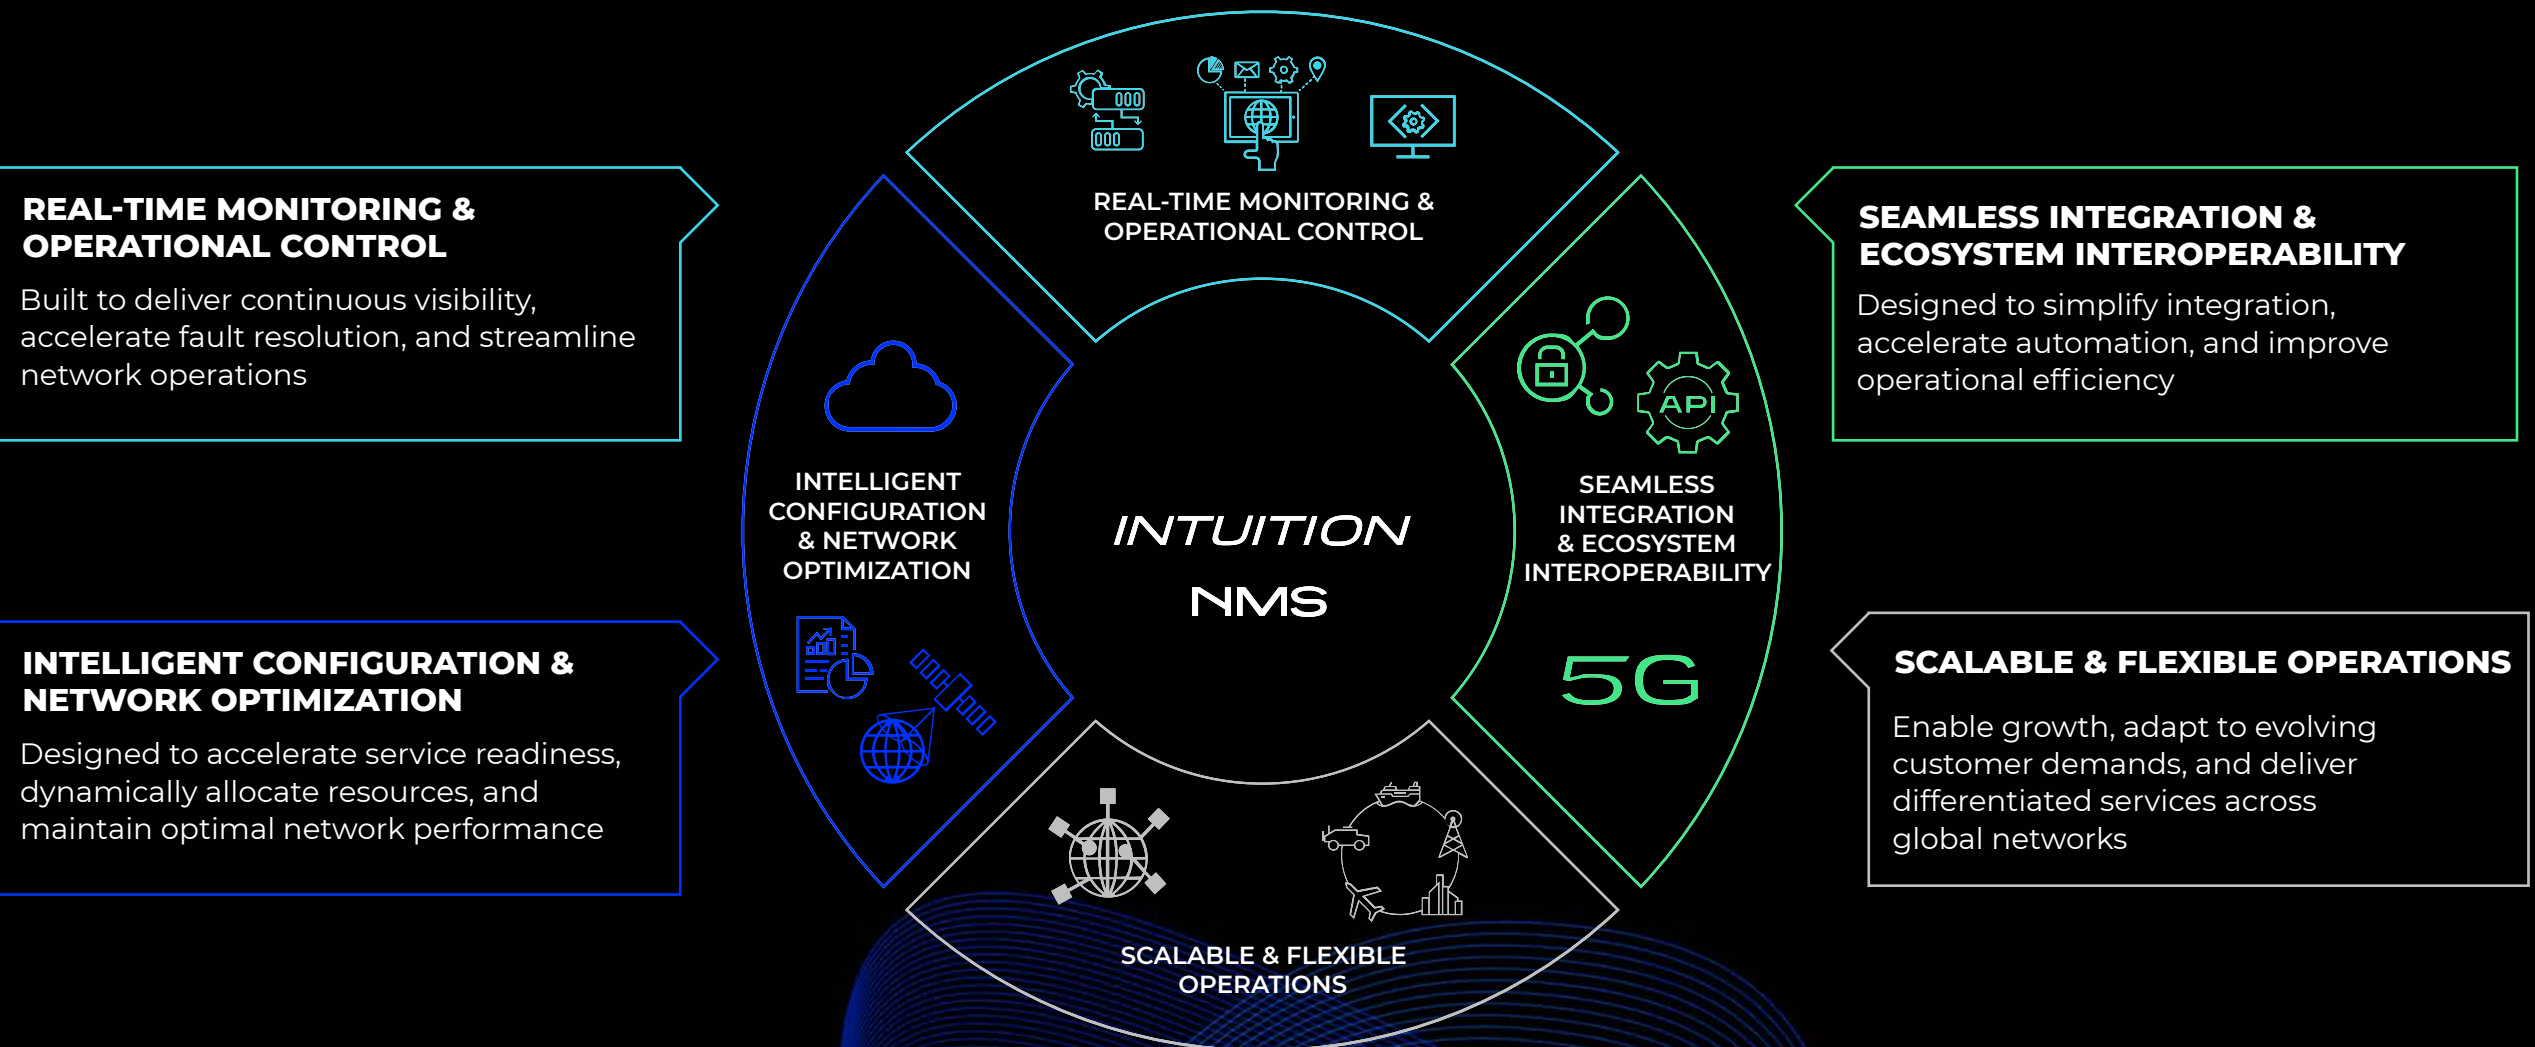 REAL-TIME MONITORING &
OPERATIONAL CONTROL
Built to deliver continuous visibility,
accelerate fault resolution, and streamline
network operations
INTELLIGENT CONFIGURATION &
NETWORK OPTIMIZATION
Designed to accelerate service readiness,
dynamically allocate resources, and
maintain optimal network performance
REAL-TIME MONITORING &
OPERATIONAL CONTROL
INTELLIGENT
CONFIGURATION
& NETWORK
OPTIMIZATION
INTUITION
NMS
API
SEAMLESS
INTEGRATION
& ECOSYSTEM
INTEROPERABILITY
5G
SCALABLE & FLEXIBLE
OPERATIONS
SEAMLESS INTEGRATION &
ECOSYSTEM INTEROPERABILITY
Designed to simplify integration,
accelerate automation, and improve
operational efficiency
SCALABLE & FLEXIBLE OPERATIONS
Enable growth, adapt to evolving
customer demands, and deliver
differentiated services across
global networks